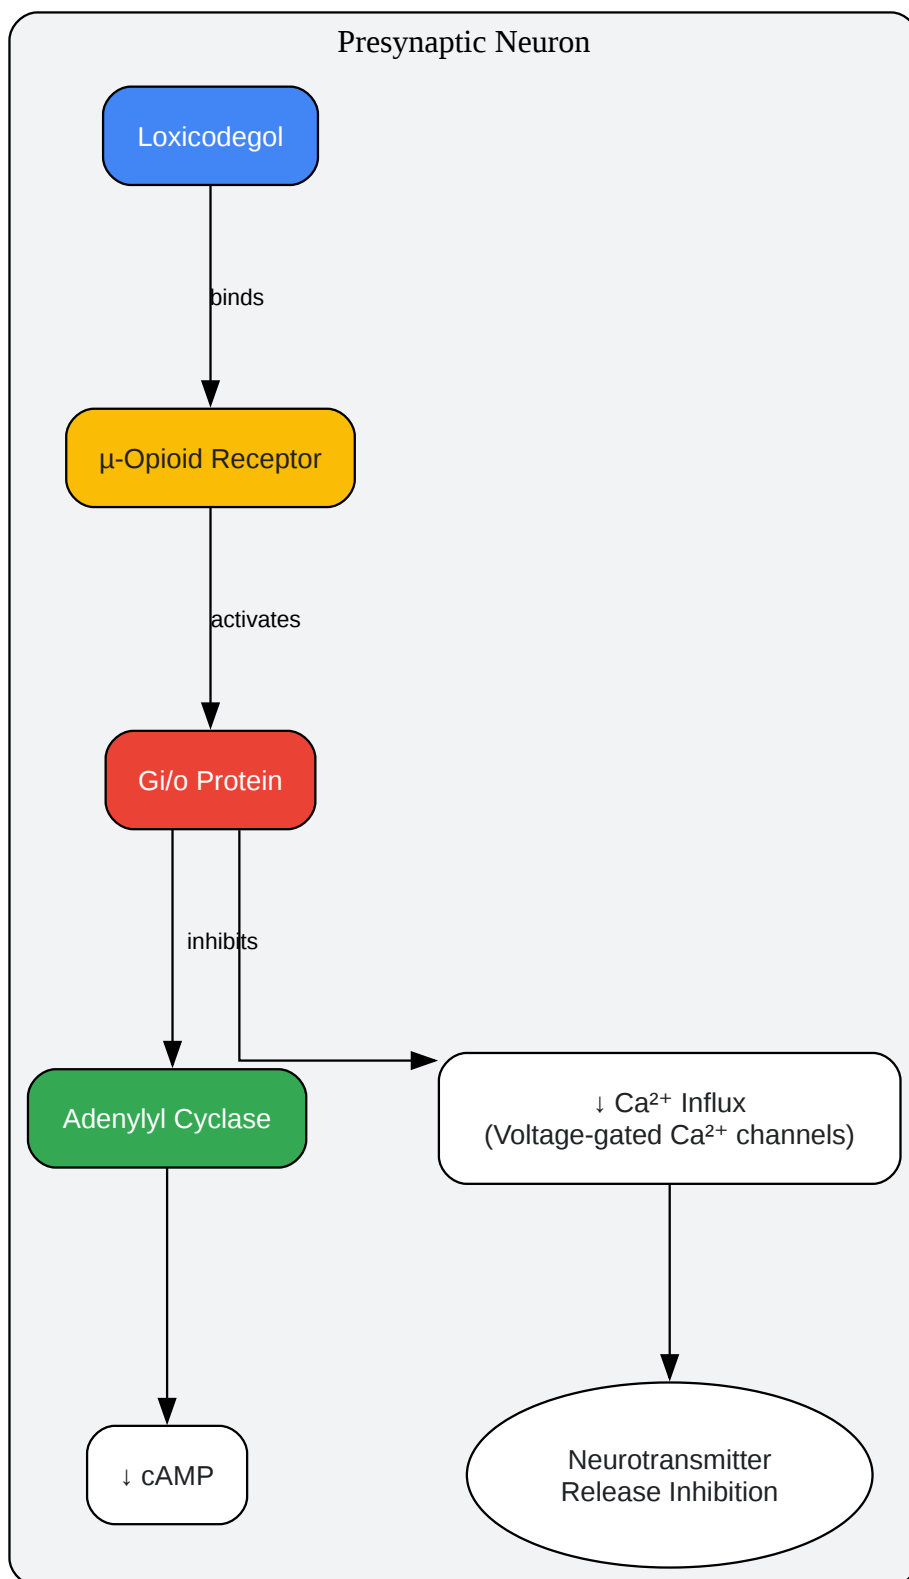 Presynaptic Neuron
Loxicodegol
binds
µ-Opioid Receptor
activates
Gi/o Protein
inhibits
Adenylyl Cyclase
↓ Ca²⁺ Influx
(Voltage-gated Ca²⁺ channels)
↓ cAMP
Neurotransmitter
Release Inhibition